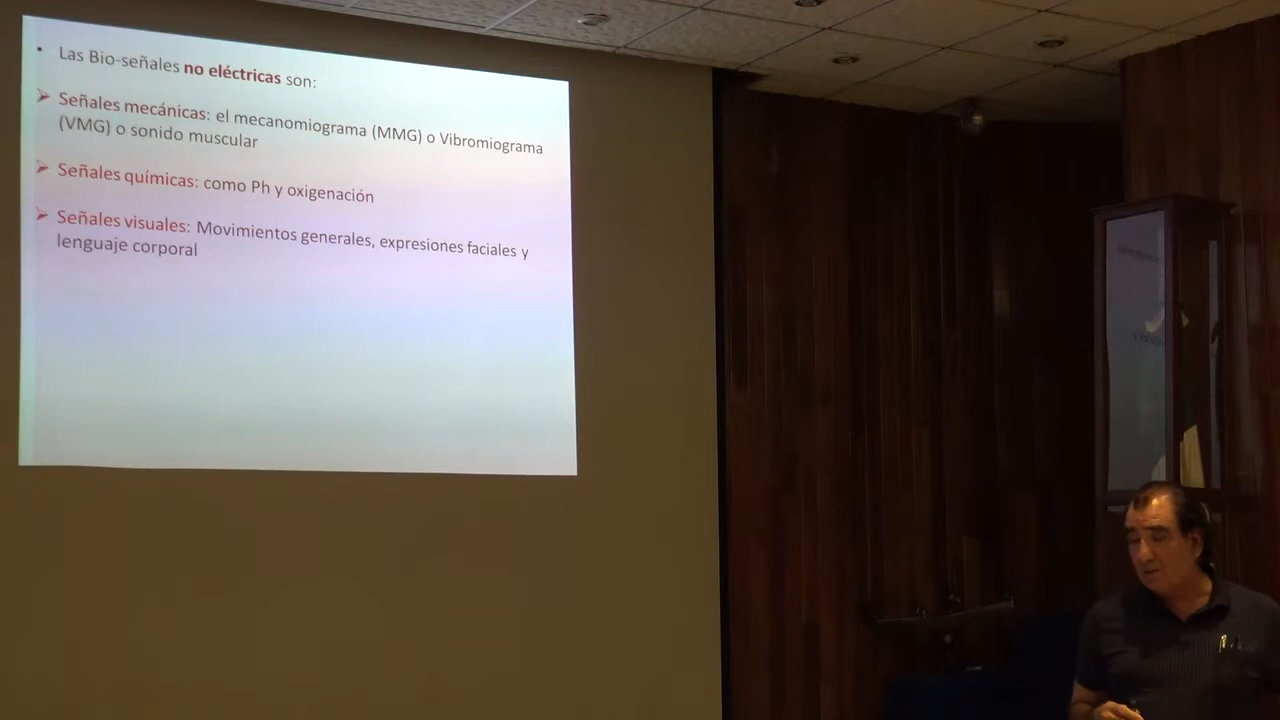 • Las Bio-señales no eléctricas son:
➤ Señales mecánicas: el mecanomiograma (MMG) o Vibromiograma
(VMG) o sonido muscular
➤ Señales químicas: como Ph y oxigenación
➤ Señales visuales: Movimientos generales, expresiones faciales y
lenguaje corporal